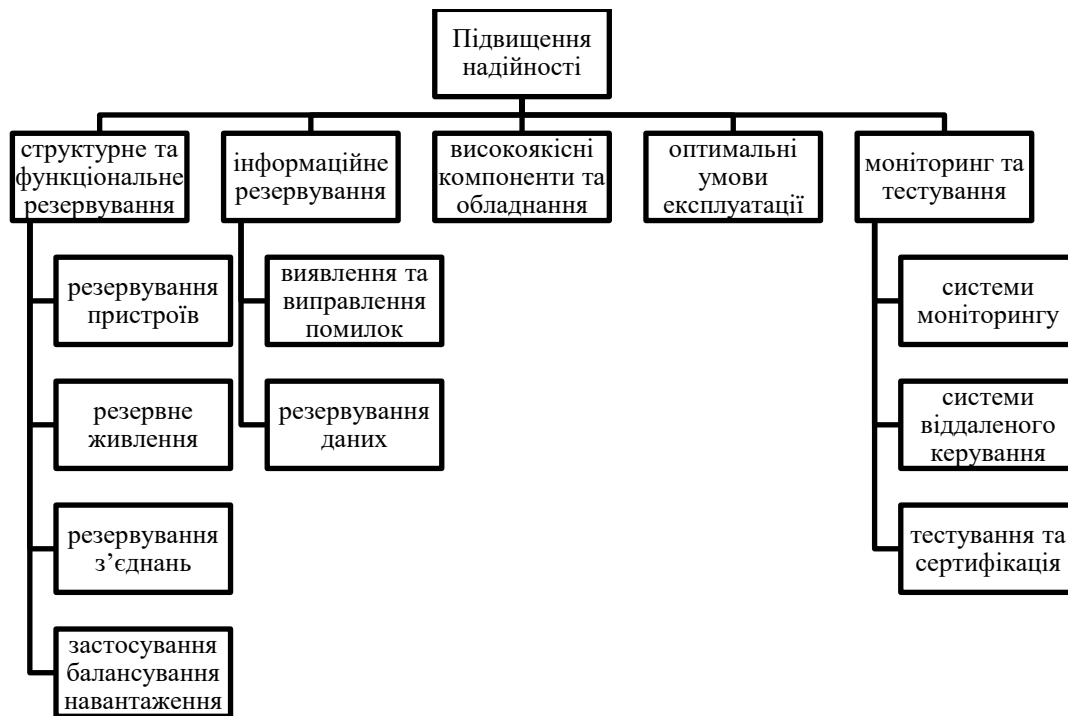 Підвищення
надійності
структурне та
функціональне
резервування
інформаційне
резервування
високоякісні
компоненти та
обладнання
оптимальні
умови
експлуатації
моніторинг та
тестування
резервування
пристроїв
резервне
живлення
резервування
з’єднань
застосування
балансування
навантаження
виявлення та
виправлення
помилок
резервування
даних
системи
моніторингу
системи
віддаленого
керування
тестування та
сертифікація